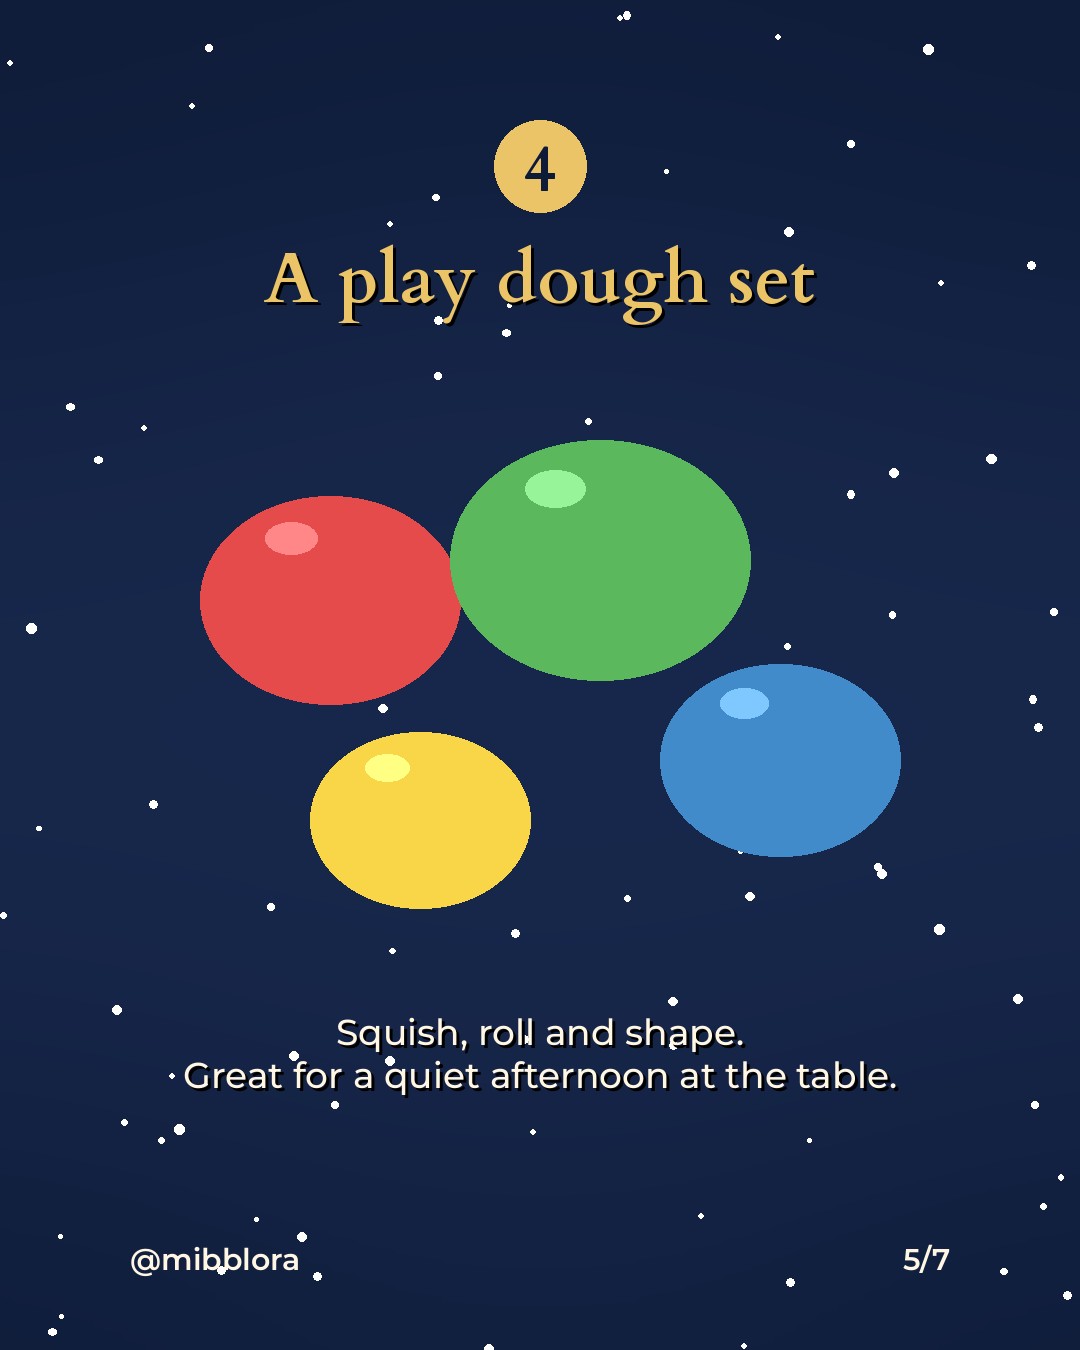 4
A play dough set
Squish, roll and shape.
Great for a quiet afternoon at the table.
@mibblora
5/7